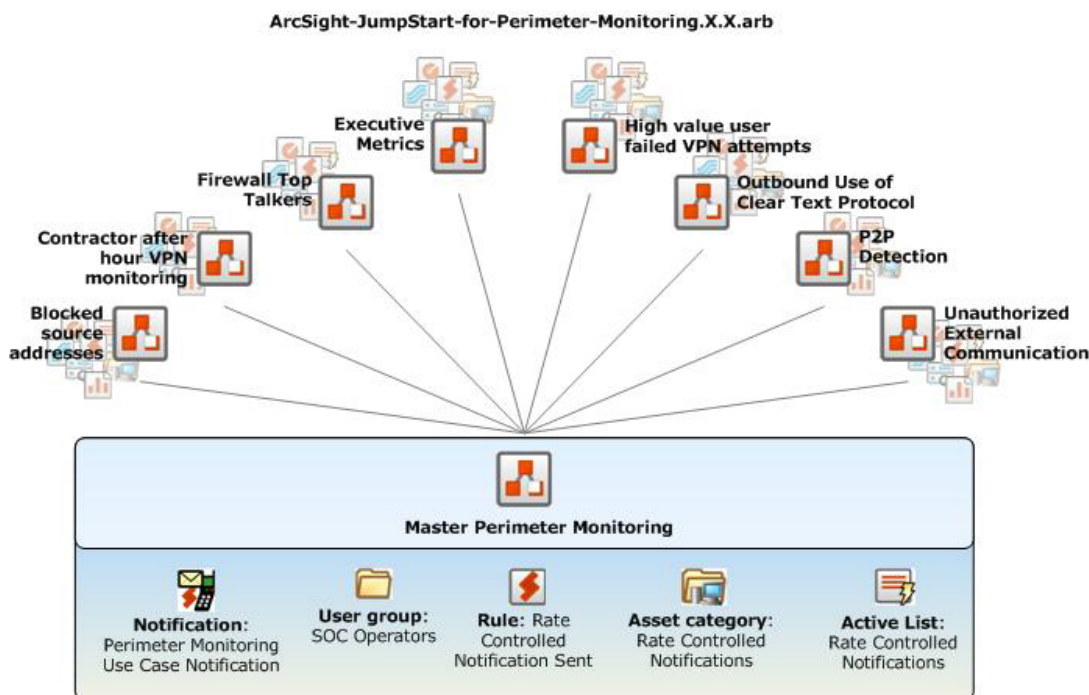 ArcSight-JumpStart-for-Perimeter-Monitoring.X.X.arb
Executive
Metrics
High value user
failed VPN attempts
Firewall Top
Talkers
Outbound Use of
Clear Text Protocol
Contractor after
hour VPN
monitoring
P2P
Detection
Blocked
source
addresses
Unauthorized
External
Communication
Master Perimeter Monitoring
Notification:
Perimeter Monitoring
Use Case Notification
User group:
SOC Operators
Rule: Rate
Controlled
Notification Sent
Asset category:
Rate Controlled
Notifications
Active List:
Rate Controlled
Notifications